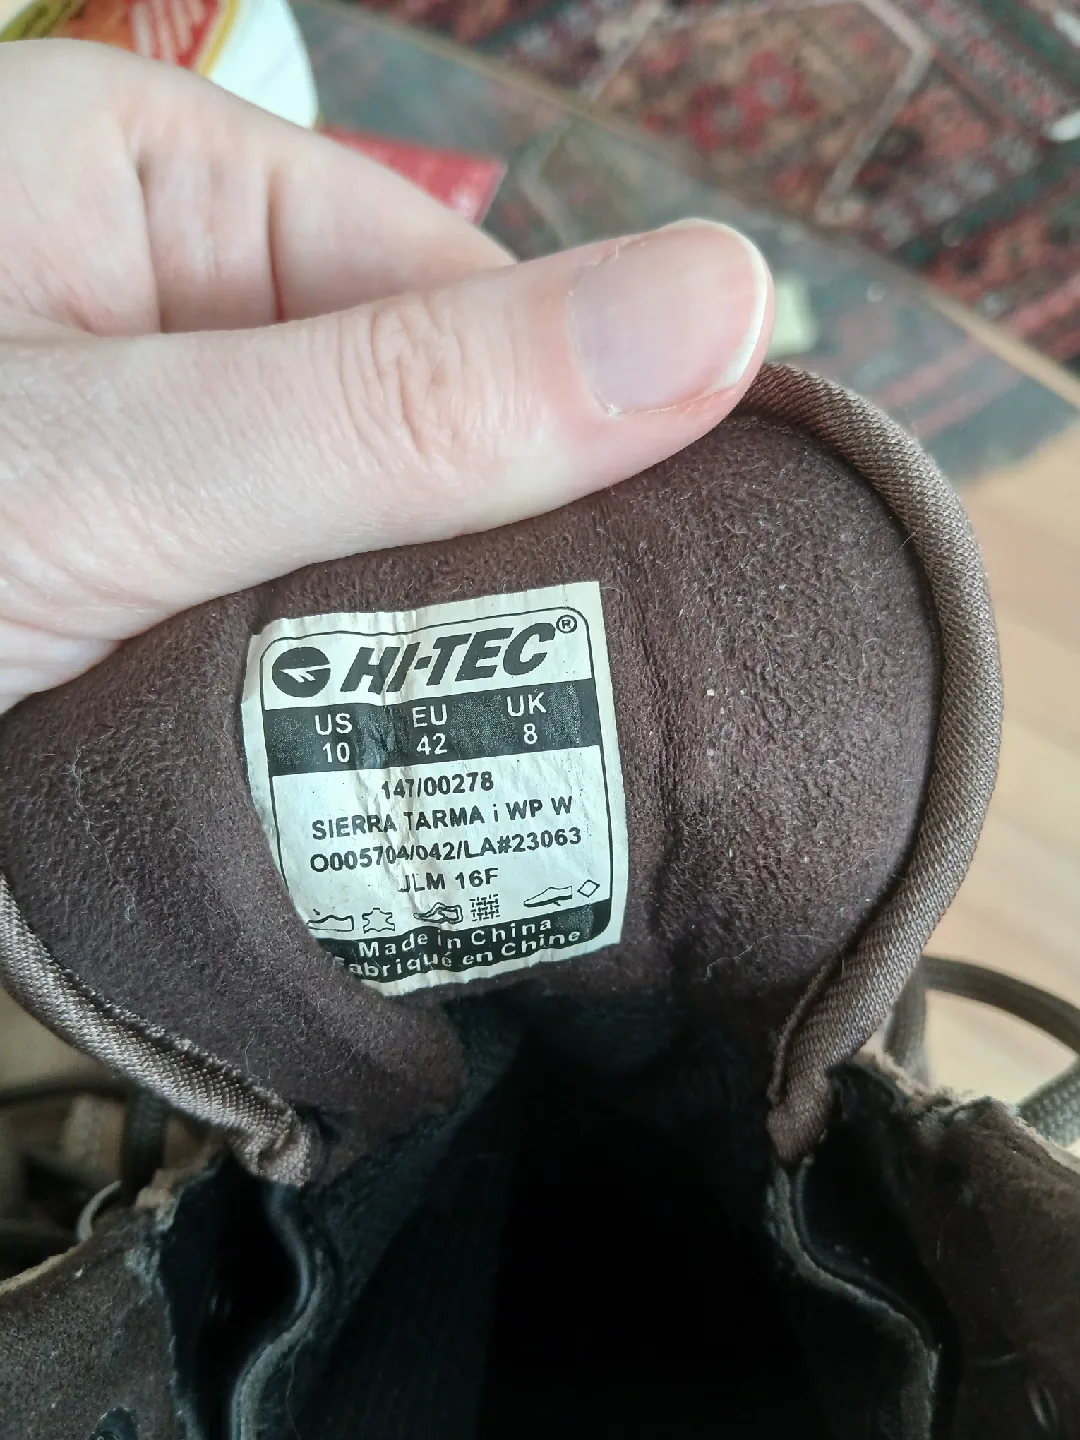 HI-TEC®
US EU UK
10 42 8
147/00278
SIERRA TARMA i WP W
O005704/042/LA#23063
JLM 16F
Made in China
Fabriqué en Chine